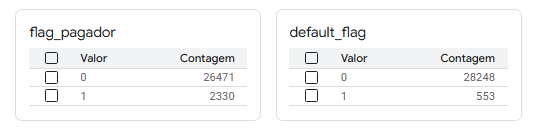 flag_pagador
Valor Contagem
0 26471
1 2330
default_flag
Valor Contagem
0 28248
1 553